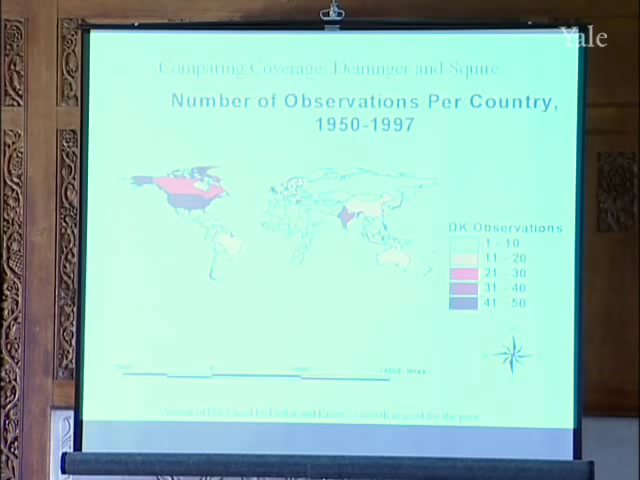 Yale
Comparing Coverage: Deininger and Squire
Number of Observations Per Country,
1950-1997
DK Observations
1 - 10
11 - 20
21 - 30
31 - 40
41 - 50
Miles